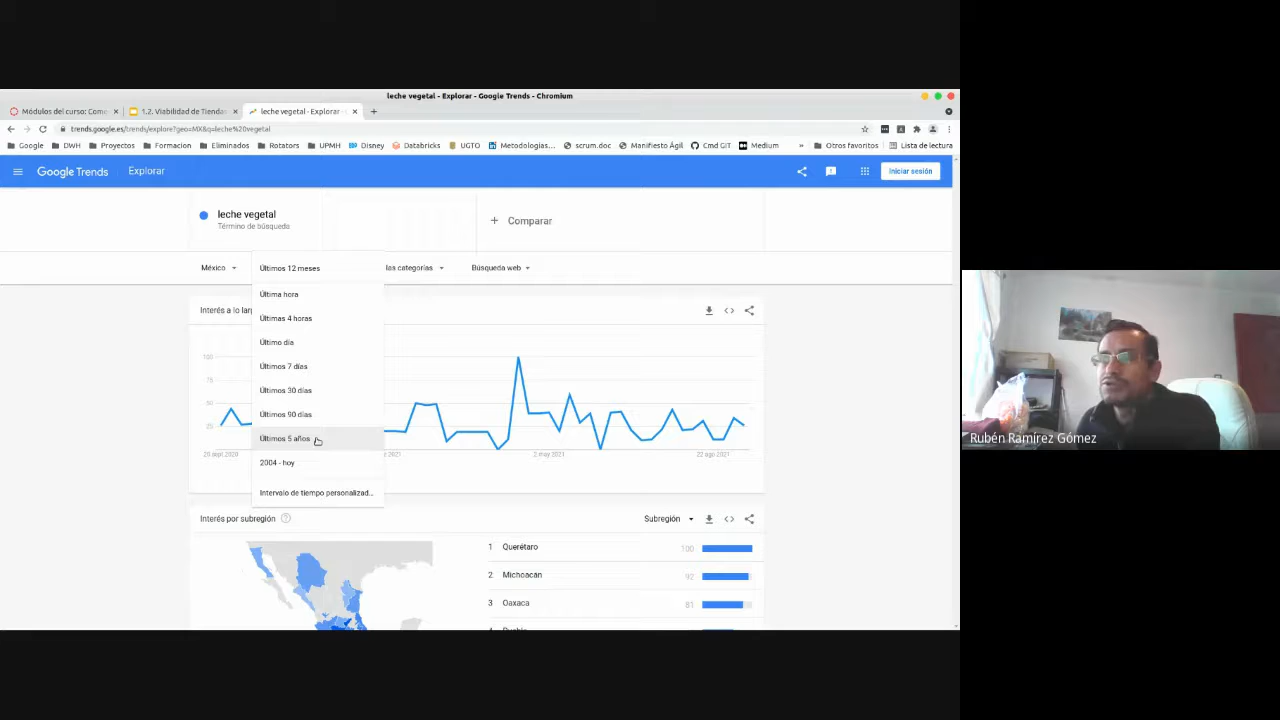 leche vegetal - Explorar - Google Trends - Chromium
Módulos del curso: Come
1.2. Viabilidad de Tiendas
leche vegetal - Explorar -
trends.google.es/trends/explore?geo=MX&q=leche%20vegetal
Google DWH Proyectos Formacion Eliminados Rotators UPMH Disney Databricks UGTO Metodologías... scrum.doc Manifiesto Ágil Cmd GIT Medium » Otros favoritos Lista de lectura
Google Trends Explorar Iniciar sesión
leche vegetal
Término de búsqueda
+ Comparar
México Últimos 12 meses las categorías Búsqueda web
Última hora
Últimas 4 horas
Último día
Últimos 7 días
Últimos 30 días
Últimos 90 días
Últimos 5 años
2004 - hoy
Intervalo de tiempo personalizad...
Interés a lo larg
100
75
50
25
20 sept 2020 2021 2 may 2021 22 ago 2021
Interés por subregión ? Subregión
1 Querétaro 100
2 Michoacán 92
3 Oaxaca 81
Rubén Ramírez Gómez